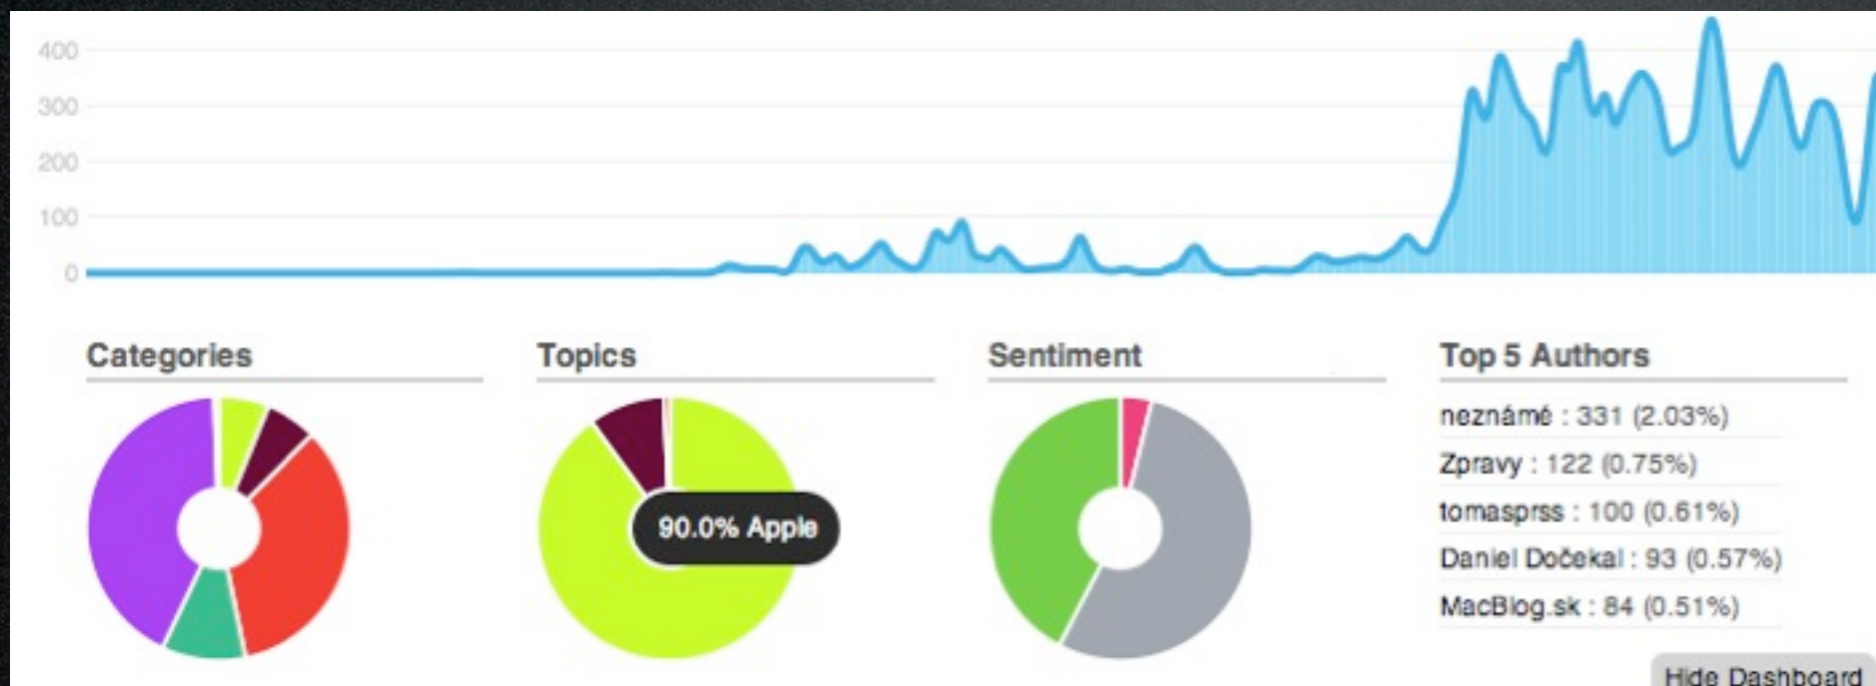 400
300
200
100
0
Categories
Topics
Sentiment
Top 5 Authors
90.0% Apple
neznámé : 331 (2.03%)
Zpravy : 122 (0.75%)
tomasprss : 100 (0.61%)
Daniel Dočekal : 93 (0.57%)
MacBlog.sk : 84 (0.51%)
Hide Dashboard